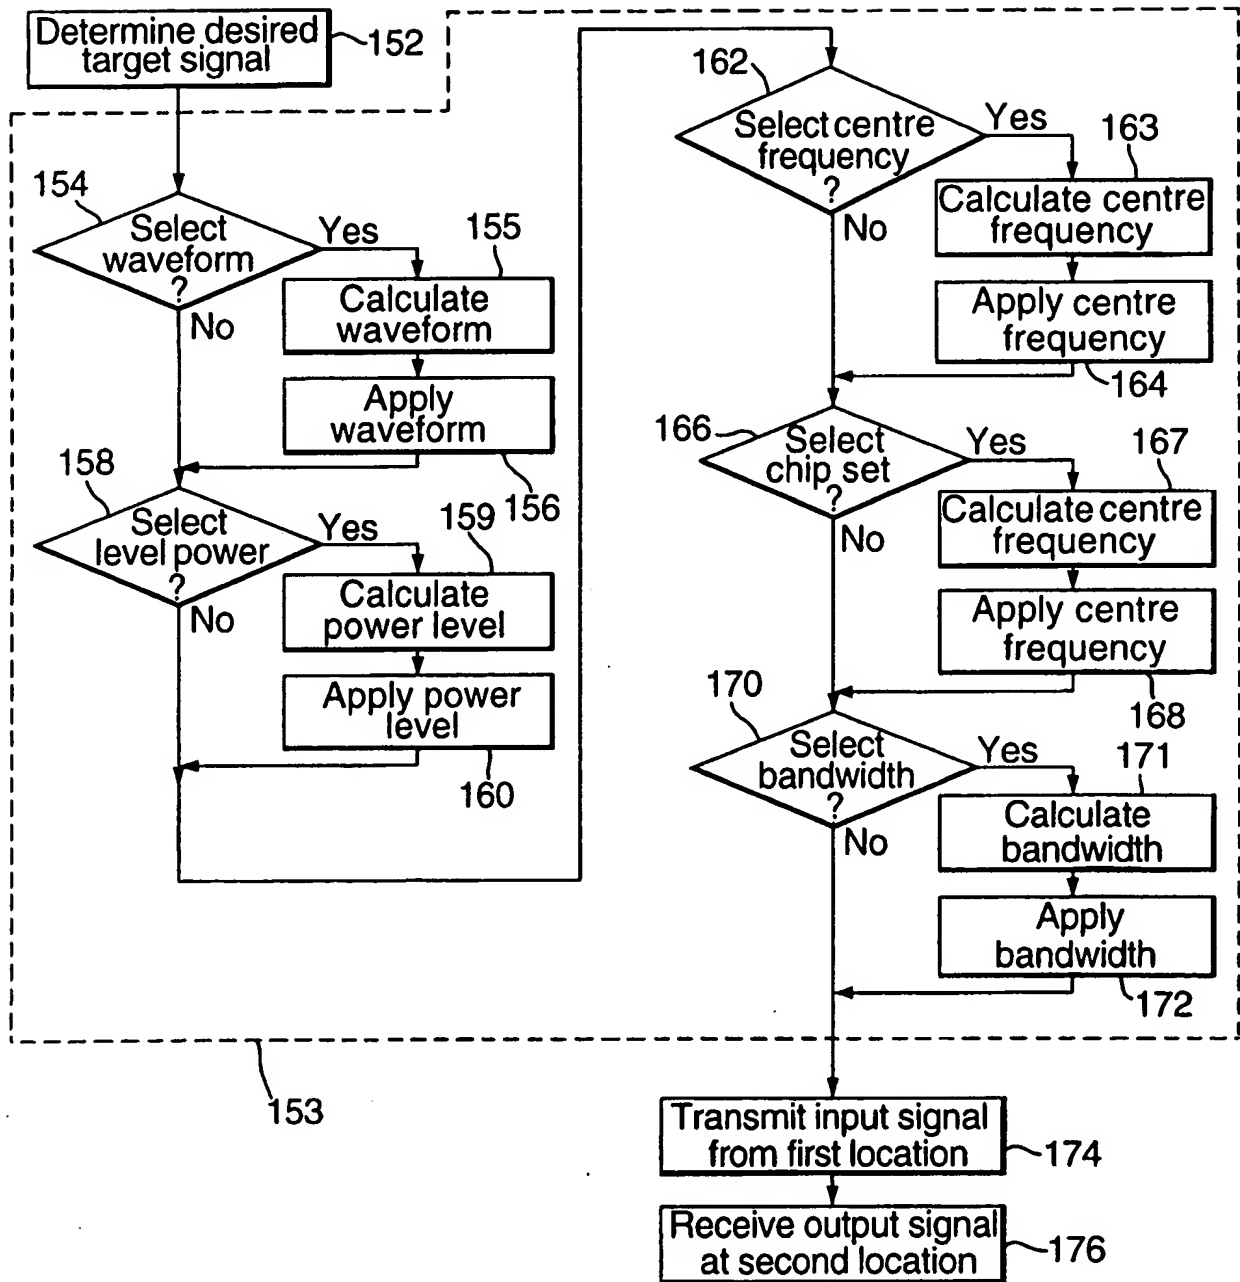 Determine desired
target signal
152
154
Select
waveform
?
Yes
No
155
Calculate
waveform
Apply
waveform
156
158
Select
level power
?
Yes
No
159
Calculate
power level
Apply power
level
160
162
Select centre
frequency
?
Yes
No
163
Calculate centre
frequency
Apply centre
frequency
164
166
Select
chip set
?
Yes
No
167
Calculate centre
frequency
Apply centre
frequency
168
170
Select
bandwidth
?
Yes
No
171
Calculate
bandwidth
Apply
bandwidth
172
153
Transmit input signal
from first location
174
Receive output signal
at second location
176